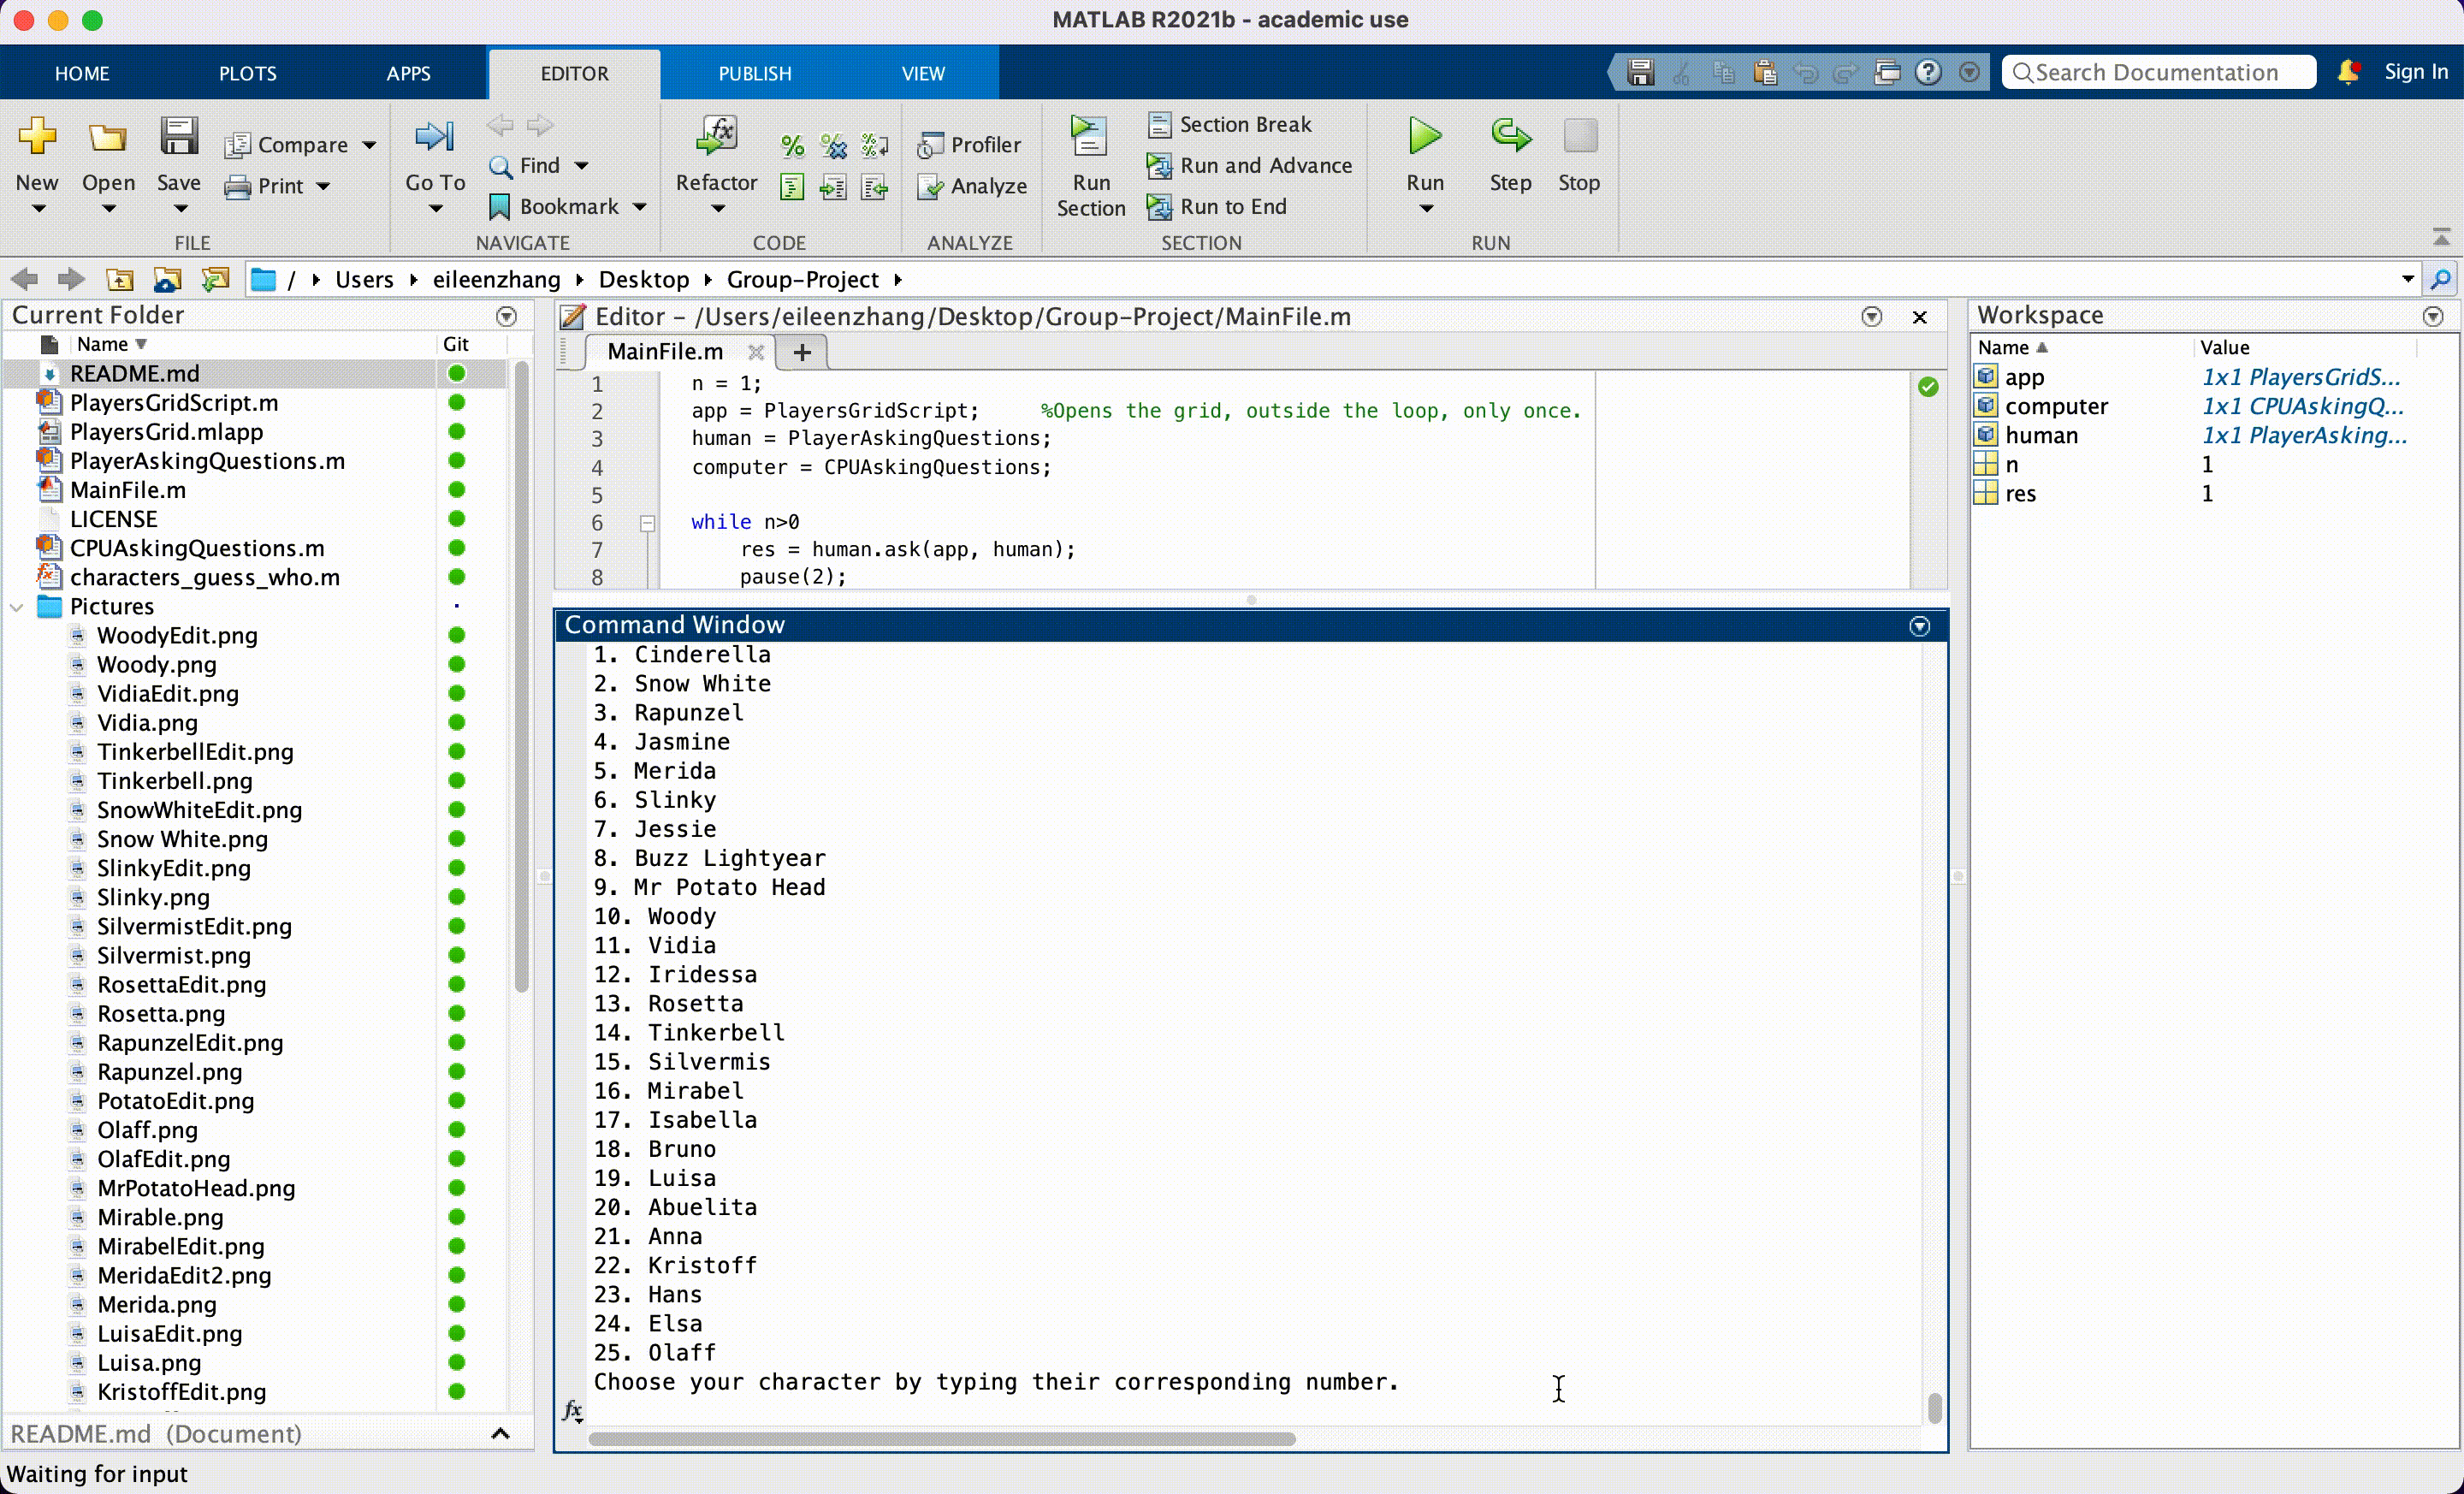 MATLAB R2021b - academic use
HOME PLOTS APPS EDITOR PUBLISH VIEW
Search Documentation
Sign In
New
Open
Save
Compare
Print
FILE
Go To
Find
Bookmark
NAVIGATE
Refactor
CODE
Profiler
Analyze
ANALYZE
Run Section
Section Break
Run and Advance
Run to End
SECTION
Run
Step
Stop
RUN
/ Users eileenzhang Desktop Group-Project
Current Folder
Name Git
README.md
PlayersGridScript.m
PlayersGrid.mlapp
PlayerAskingQuestions.m
MainFile.m
LICENSE
CPUAskingQuestions.m
characters_guess_who.m
Pictures
WoodyEdit.png
Woody.png
VidiaEdit.png
Vidia.png
TinkerbellEdit.png
Tinkerbell.png
SnowWhiteEdit.png
Snow White.png
SlinkyEdit.png
Slinky.png
SilvermistEdit.png
Silvermist.png
RosettaEdit.png
Rosetta.png
RapunzelEdit.png
Rapunzel.png
PotatoEdit.png
Olaff.png
OlafEdit.png
MrPotatoHead.png
Mirable.png
MirabelEdit.png
MeridaEdit2.png
Merida.png
LuisaEdit.png
Luisa.png
KristoffEdit.png
README.md (Document)
Waiting for input
Editor - /Users/eileenzhang/Desktop/Group-Project/MainFile.m
MainFile.m
1 n = 1;
2 app = PlayersGridScript; %Opens the grid, outside the loop, only once.
3 human = PlayerAskingQuestions;
4 computer = CPUAskingQuestions;
5
6 while n>0
7 res = human.ask(app, human);
8 pause(2);
Command Window
1. Cinderella
2. Snow White
3. Rapunzel
4. Jasmine
5. Merida
6. Slinky
7. Jessie
8. Buzz Lightyear
9. Mr Potato Head
10. Woody
11. Vidia
12. Iridessa
13. Rosetta
14. Tinkerbell
15. Silvermis
16. Mirabel
17. Isabella
18. Bruno
19. Luisa
20. Abuelita
21. Anna
22. Kristoff
23. Hans
24. Elsa
25. Olaff
Choose your character by typing their corresponding number.
fx
Workspace
Name Value
app 1x1 PlayersGridS...
computer 1x1 CPUAskingQ...
human 1x1 PlayerAsking...
n 1
res 1